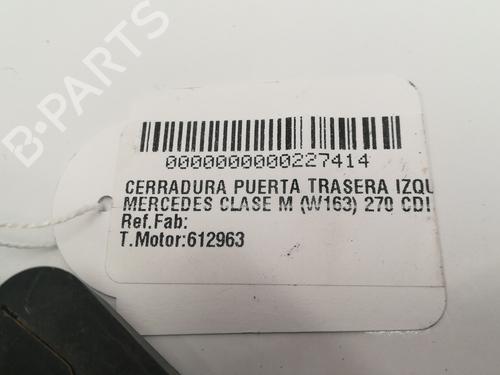 B-PARTS
0000000000227414
CERRADURA PUERTA TRASERA IZQU
MERCEDES CLASE M (W163) 270 CDI
Ref.Fab:
T.Motor:612963